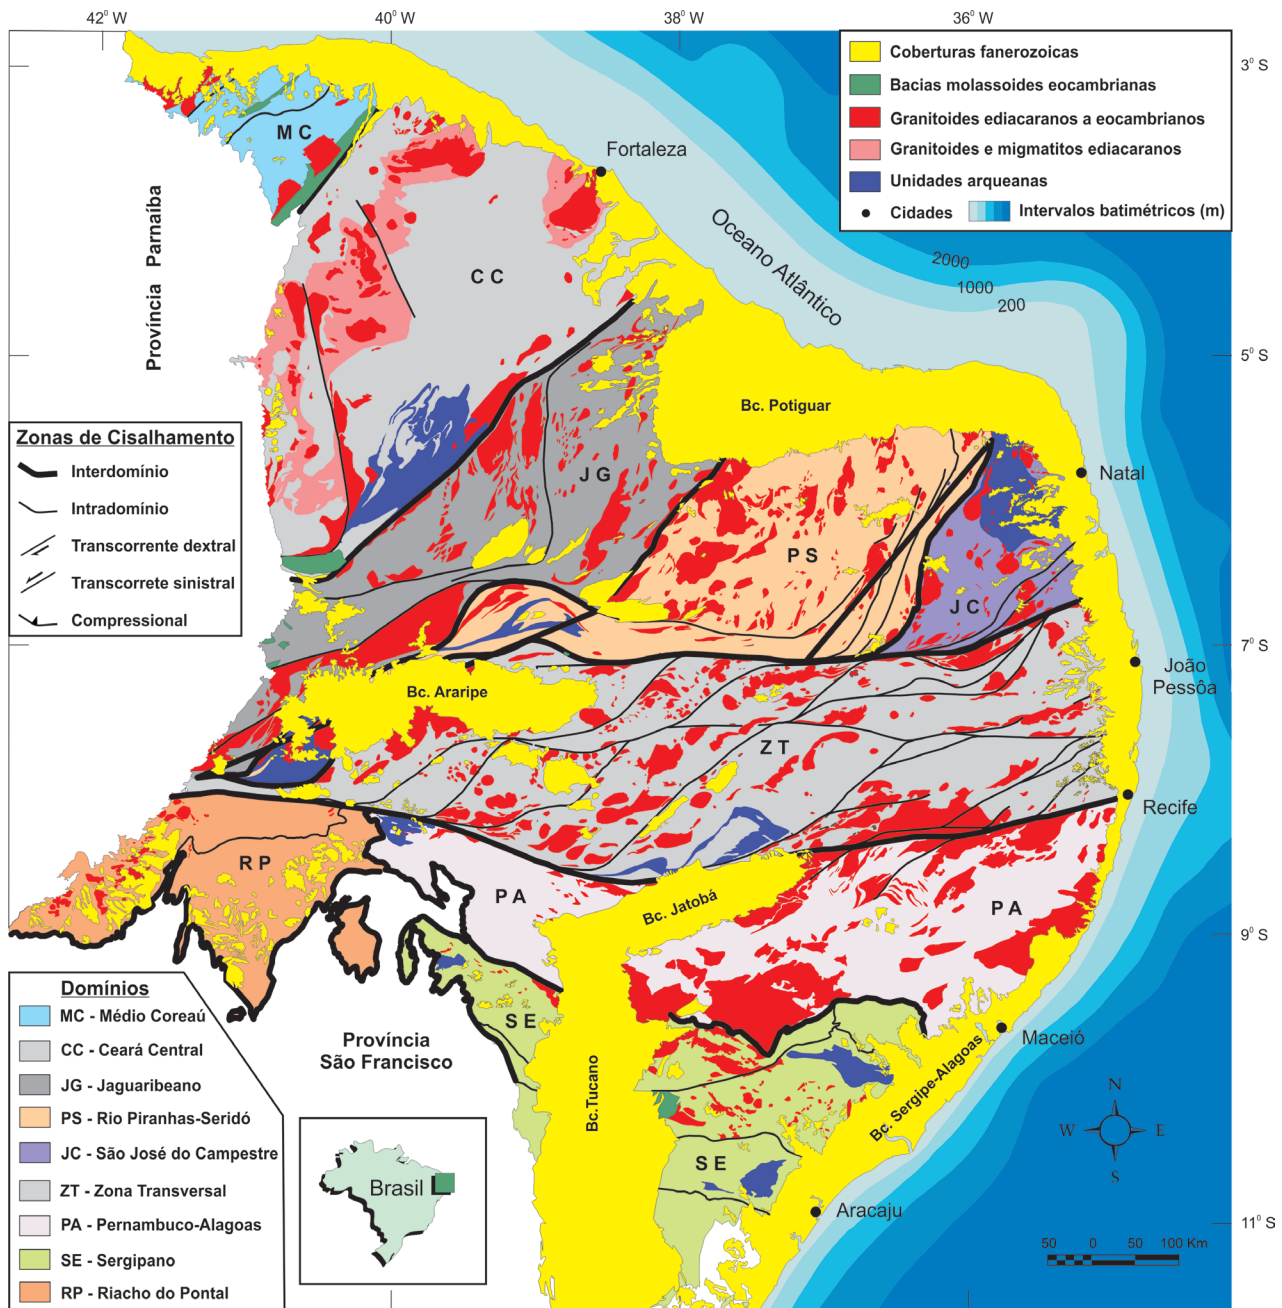 42° W
40° W
38° W
36° W
3° S
5° S
7° S
9° S
11° S
Coberturas fanerozoicas
Bacias molassoides eocambrianas
Granitoides ediacaranos a eocambrianos
Granitoides e migmatitos ediacaranos
Unidades arqueanas
Cidades
Intervalos batimétricos (m)
M C
Fortaleza
Província Parnaíba
Oceano Atlântico
C C
2000
1000
200
Bc. Potiguar
Zonas de Cisalhamento
Interdomínio
Intradomínio
Transcorrente dextral
Transcorrete sinistral
Compressional
J G
Natal
P S
J C
João
Pessôa
Bc. Araripe
Z T
Recife
R P
P A
Bc. Jatobá
P A
Domínios
MC - Médio Coreaú
CC - Ceará Central
JG - Jaguaribeano
PS - Rio Piranhas-Seridó
JC - São José do Campestre
ZT - Zona Transversal
PA - Pernambuco-Alagoas
SE - Sergipano
RP - Riacho do Pontal
S E
Província
São Francisco
Maceió
Bc.Tucano
Bc. Sergipe-Alagoas
N
W
E
S
Brasil
S E
Aracaju
50 0 50 100 Km